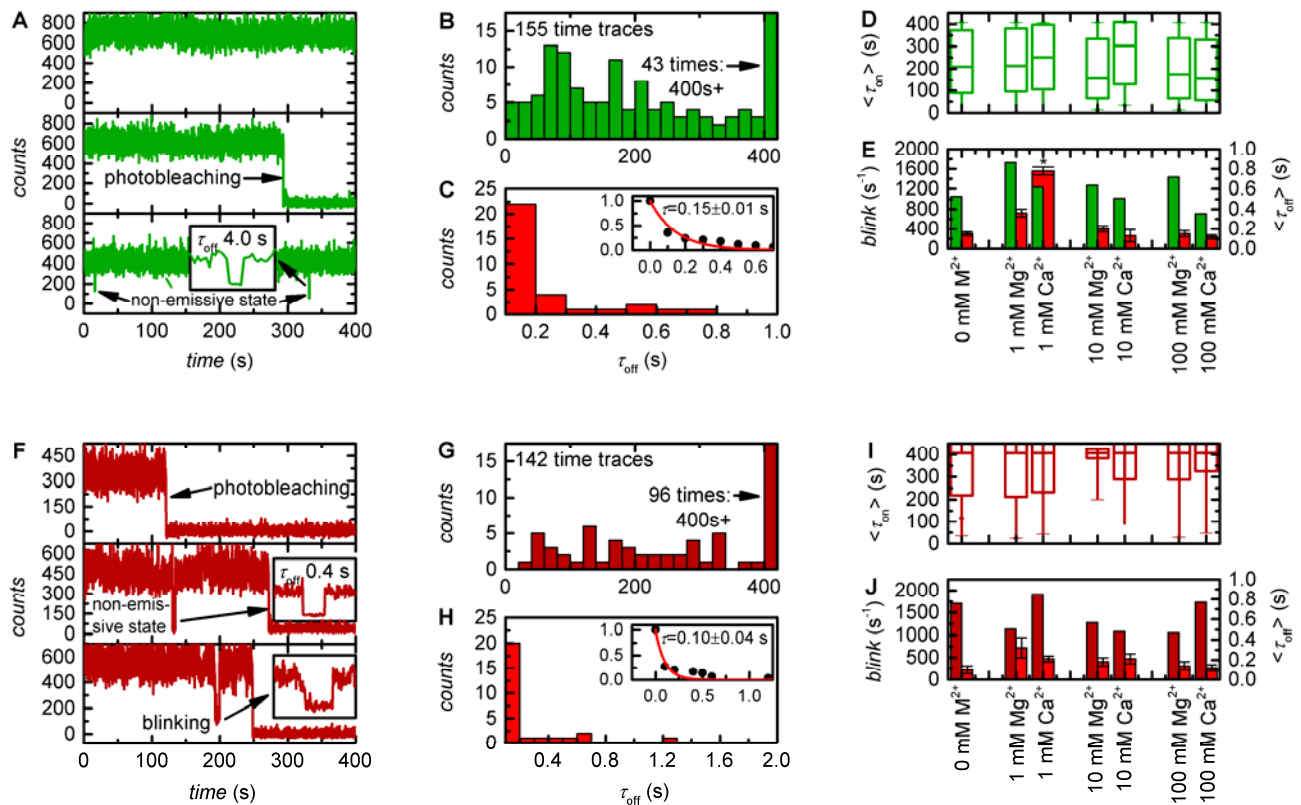 A
800
600
400
200
0
800
600
400
200
0
800
600
400
200
0
0 100 200 300 400
counts
time (s)
photobleaching
τoff 4.0 s
non-emissive state
B
155 time traces
43 times:
400s+
15
10
5
0
0 200 400
counts
C
25
20
15
10
5
0
counts
0.2 0.4 0.6 0.8 1.0
τoff (s)
τ=0.15±0.01 s
1.0
0.5
0.0
0.0 0.2 0.4 0.6
D
400
300
200
100
0
< τon > (s)
E
2000
1600
1200
800
400
0
blink (s⁻¹)
*
1.0
0.8
0.6
0.4
0.2
0.0
< τoff > (s)
0 mM M²⁺
1 mM Mg²⁺
1 mM Ca²⁺
10 mM Mg²⁺
10 mM Ca²⁺
100 mM Mg²⁺
100 mM Ca²⁺
F
450
300
150
0
600
450
300
150
0
600
450
300
150
0
0 100 200 300 400
counts
time (s)
photobleaching
τoff 0.4 s
non-emis-
sive state
blinking
G
142 time traces
96 times:
400s+
15
10
5
0
0 200 400
counts
H
25
20
15
10
5
0
counts
0.4 0.8 1.2 1.6 2.0
τoff (s)
τ=0.10±0.04 s
1.0
0.5
0.0
0.0 0.4 0.8 1.2
I
400
300
200
100
0
< τon > (s)
J
2000
1500
1000
500
0
blink (s⁻¹)
1.0
0.8
0.6
0.4
0.2
0.0
< τoff > (s)
0 mM M²⁺
1 mM Mg²⁺
1 mM Ca²⁺
10 mM Mg²⁺
10 mM Ca²⁺
100 mM Mg²⁺
100 mM Ca²⁺